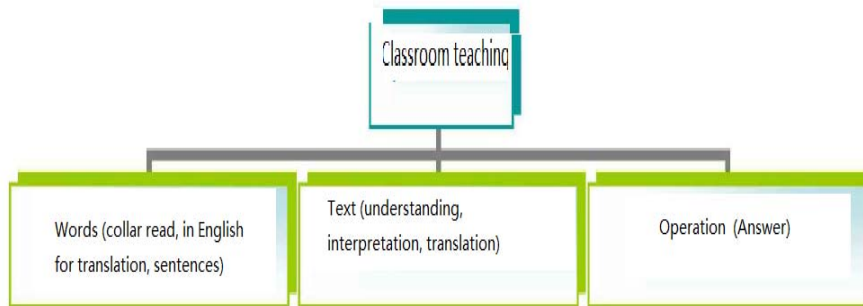 Classroom teaching
Words (collar read, in English
for translation, sentences)
Text (understanding,
interpretation, translation)
Operation (Answer)